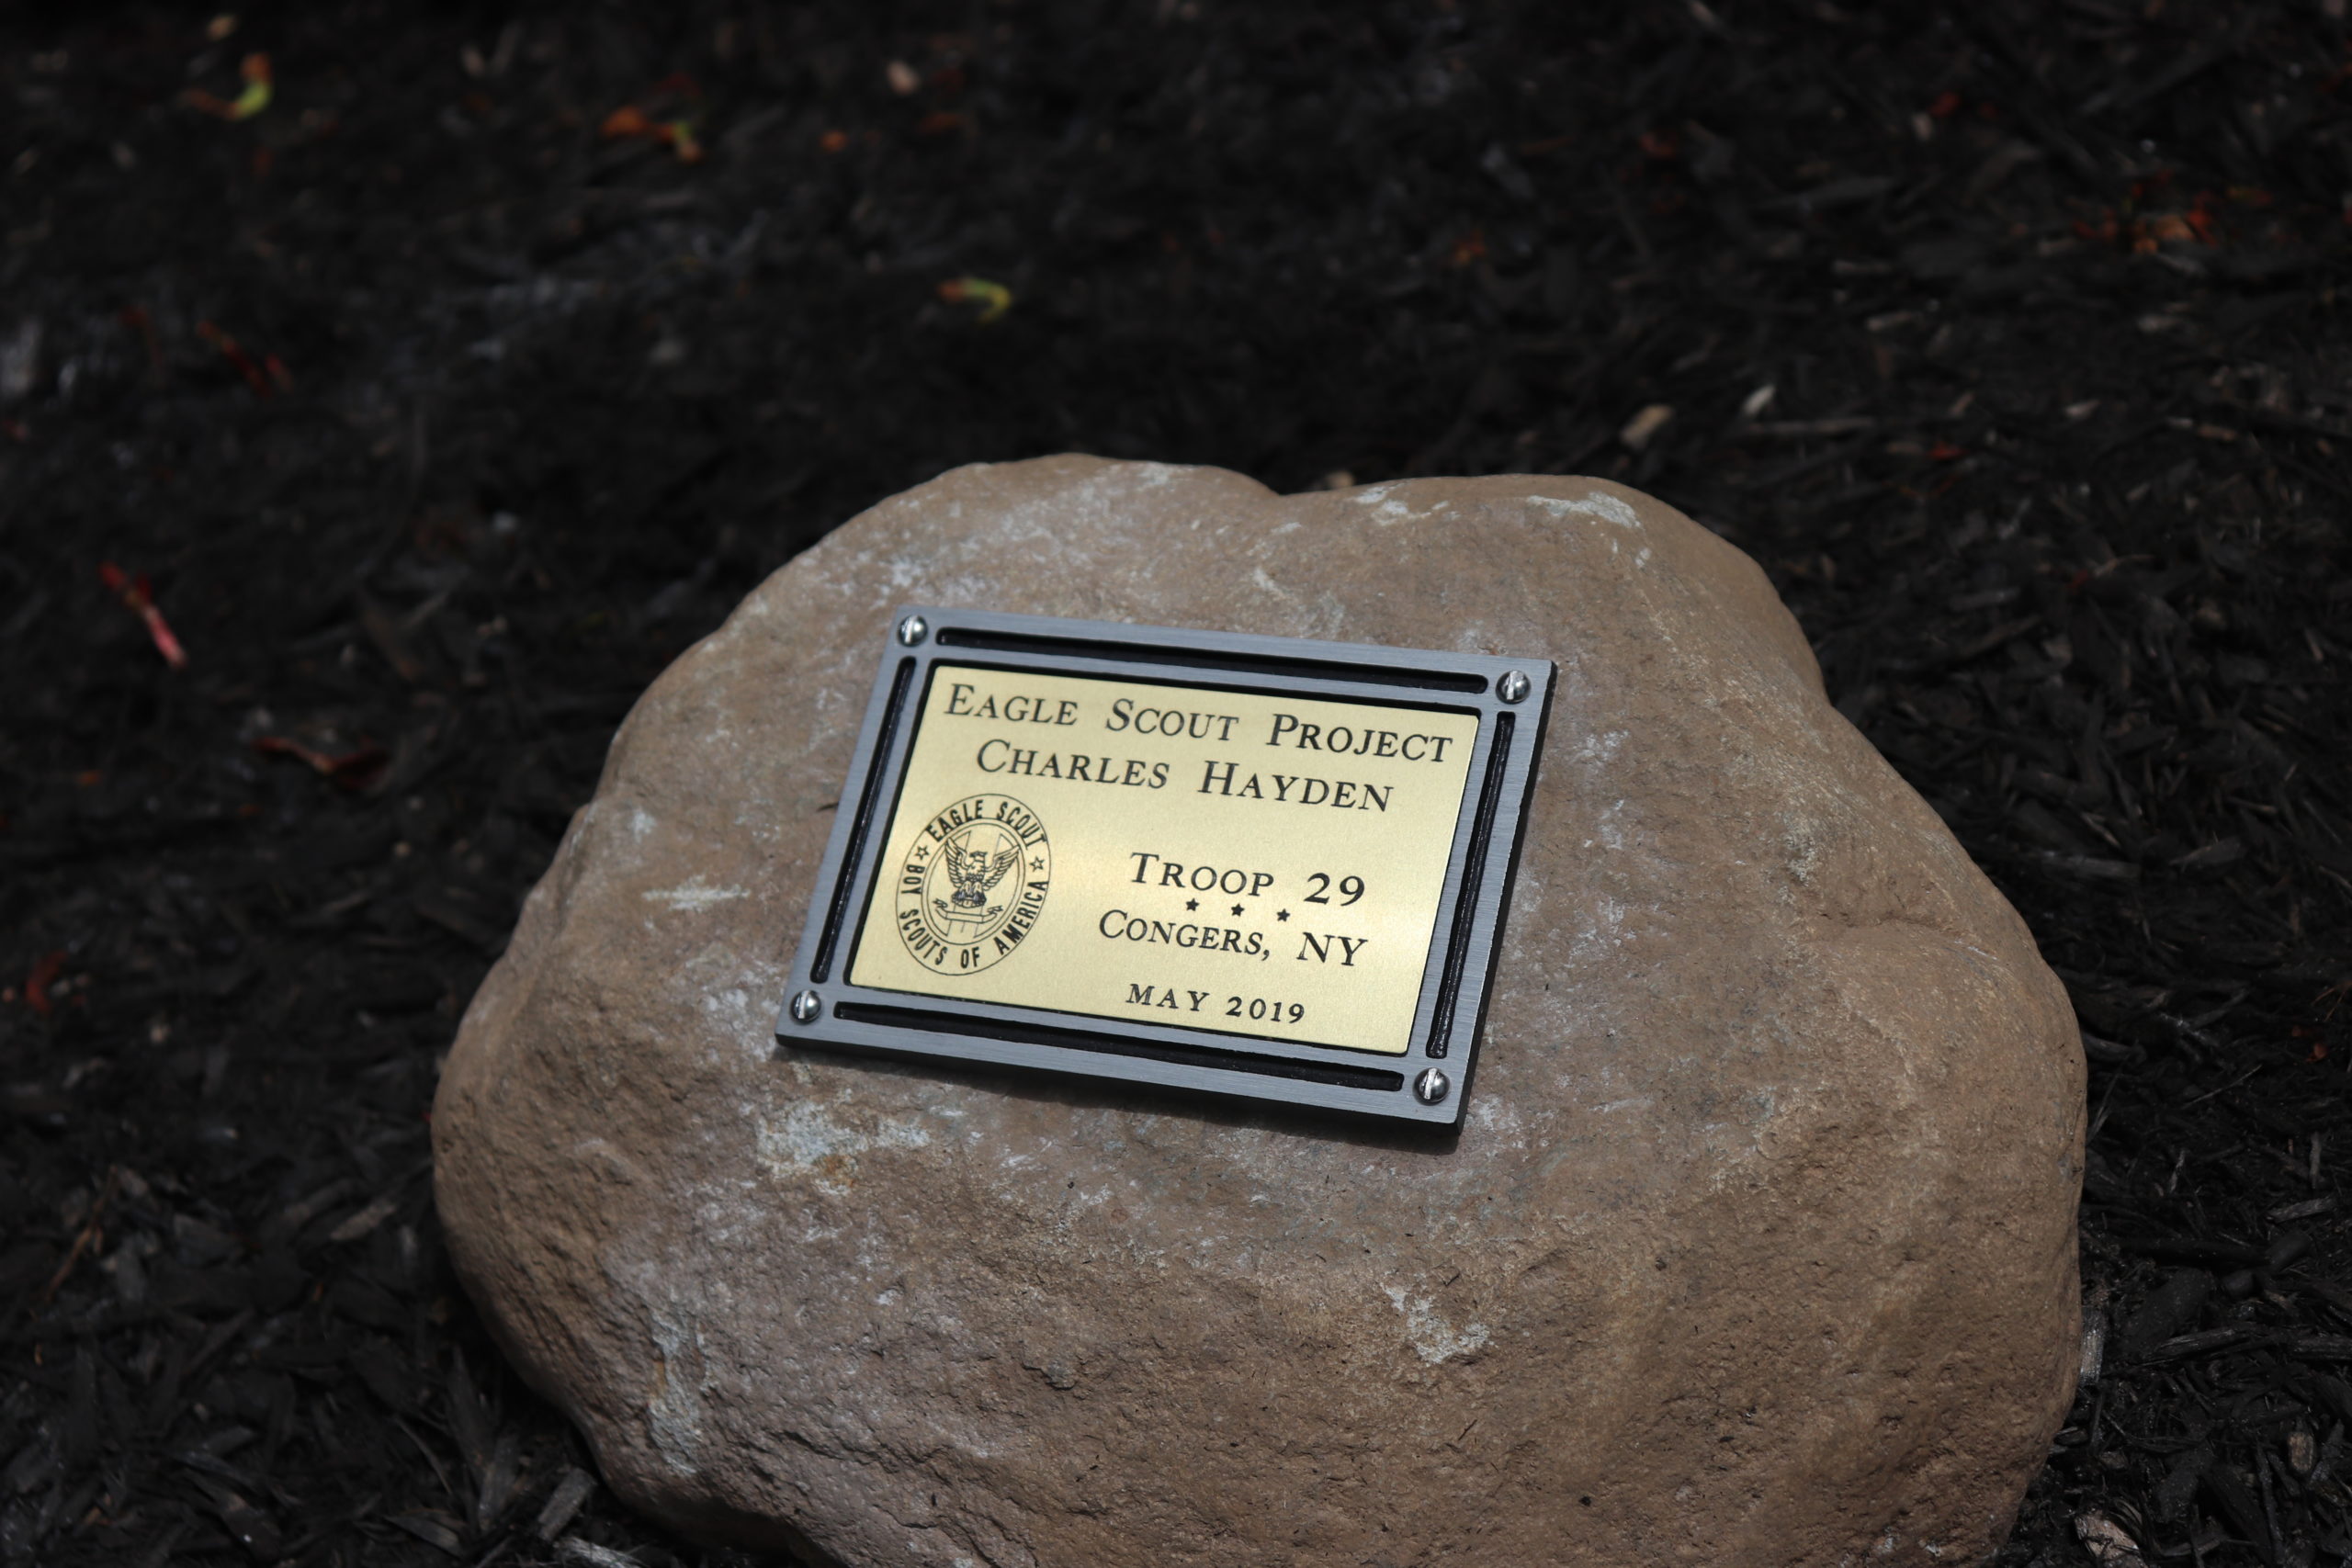 EAGLE SCOUT PROJECT
CHARLES HAYDEN
EAGLE SCOUT
BOY SCOUTS OF AMERICA
TROOP 29
CONGERS, NY
MAY 2019